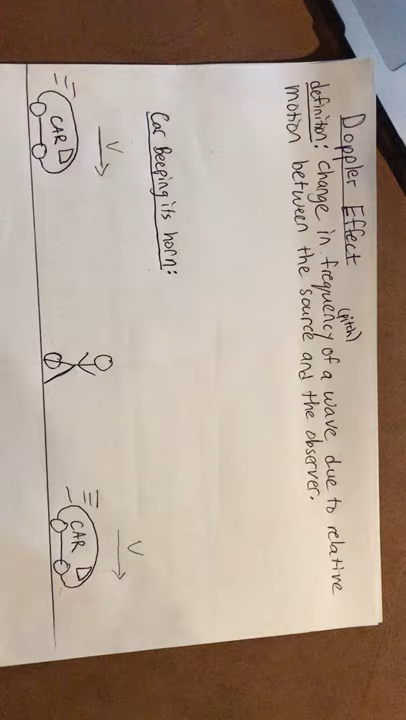 Doppler Effect
(pitch)
definition: change in frequency of a wave, due to relative
motion between the source and the observer.
Car Beeping its horn:
V
V
CAR
CAR